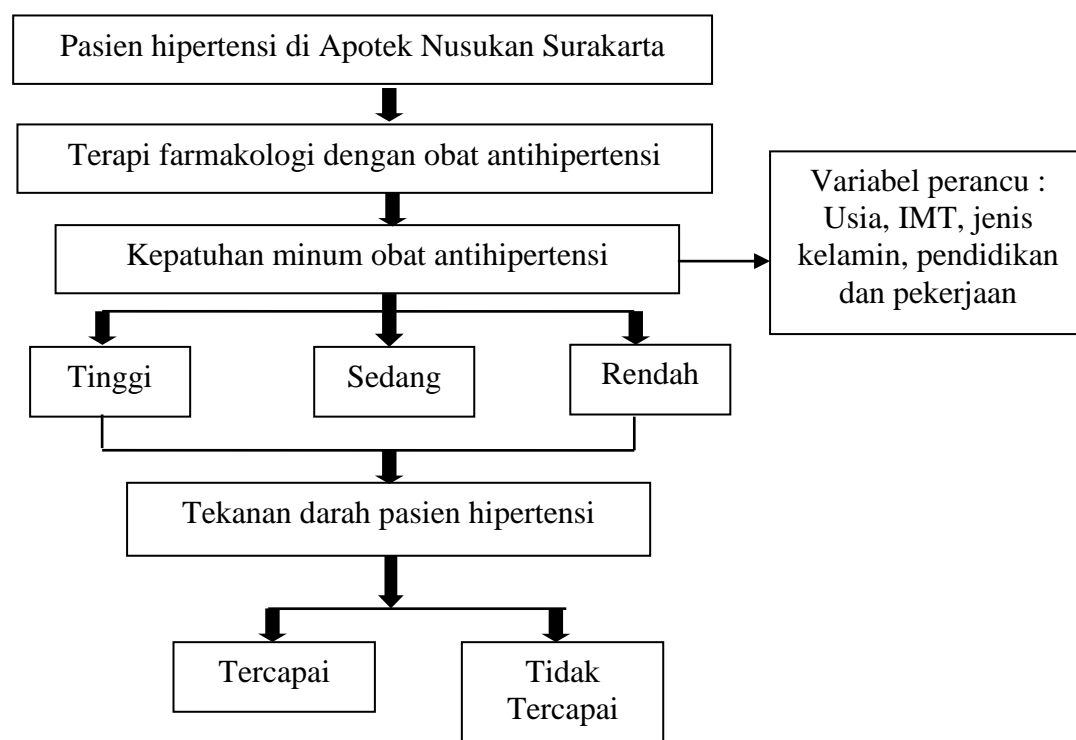 Pasien hipertensi di Apotek Nusukan Surakarta
Terapi farmakologi dengan obat antihipertensi
Variabel perancu :
Usia, IMT, jenis
kelamin, pendidikan
dan pekerjaan
Kepatuhan minum obat antihipertensi
Tinggi
Sedang
Rendah
Tekanan darah pasien hipertensi
Tercapai
Tidak
Tercapai